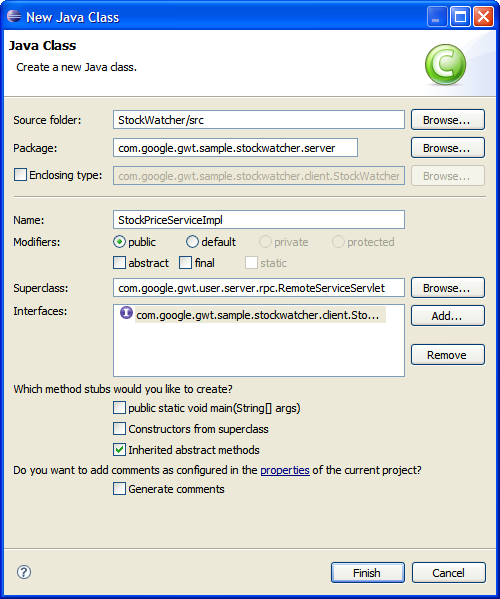 New Java Class
Java Class
Create a new Java class.
C
Source folder: StockWatcher/src Browse...
Package: com.google.gwt.sample.stockwatcher.server Browse...
Enclosing type: com.google.gwt.sample.stockwatcher.client.StockWatcher Browse...
Name: StockPriceServiceImpl
Modifiers: public default private protected
abstract final static
Superclass: com.google.gwt.user.server.rpc.RemoteServiceServlet Browse...
Interfaces: I com.google.gwt.sample.stockwatcher.client.Sto... Add...
Remove
Which method stubs would you like to create?
public static void main(String[] args)
Constructors from superclass
Inherited abstract methods
Do you want to add comments as configured in the properties of the current project?
Generate comments
? Finish Cancel